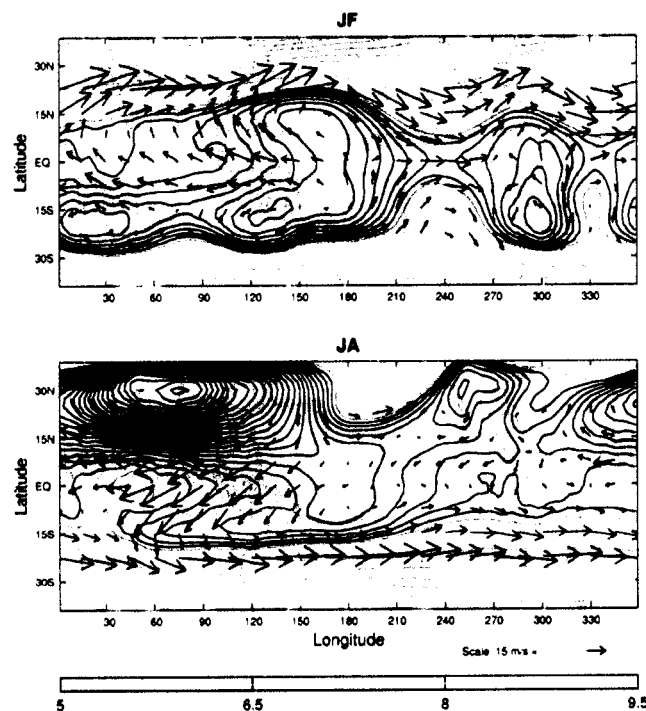 JF
30N
15N
EQ
15S
30S
Latitude
30 60 90 120 150 180 210 240 270 300 330
JA
30N
15N
EQ
15S
30S
Latitude
30 60 90 120 150 180 210 240 270 300 330
Longitude
Scale 15 m/s =
5 6.5 8 9.5